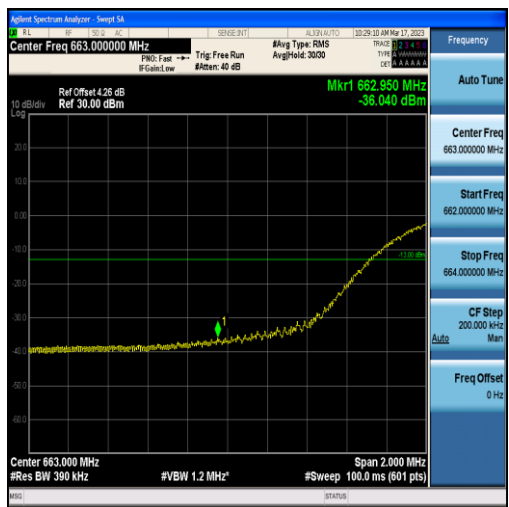 Agilent Spectrum Analyzer - Swept SA
RL RF 50 Ω AC SENSE:INT ALIGN AUTO 10:29:10 AM Mar 17, 2023
Center Freq 663.000000 MHz
PNO: Fast
IFGain:Low
Trig: Free Run
#Atten: 40 dB
#Avg Type: RMS
Avg|Hold: 30/30
TRACE 1 2 3 4 5 6
TYPE A WWWWW
DET A A A A A A
Ref Offset 4.26 dB
10 dB/div Ref 30.00 dBm
Log
Mkr1 662.950 MHz
-36.040 dBm
20.0
10.0
0.00
-10.0
-13.00 dBm
-20.0
-30.0
1
-40.0
-50.0
-60.0
Center 663.000 MHz
Span 2.000 MHz
#Res BW 390 kHz
#VBW 1.2 MHz*
#Sweep 100.0 ms (601 pts)
MSG
STATUS
Frequency
Auto Tune
Center Freq
663.000000 MHz
Start Freq
662.000000 MHz
Stop Freq
664.000000 MHz
CF Step
200.000 kHz
Auto Man
Freq Offset
0 Hz